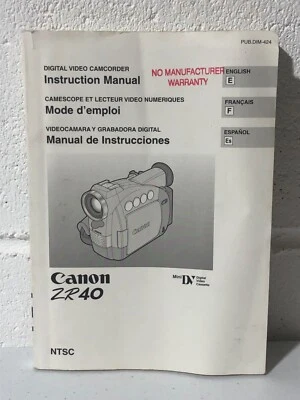 PUB.DIM-424
DIGITAL VIDEO CAMCORDER
Instruction Manual
NO MANUFACTURER
WARRANTY
ENGLISH
E
CAMESCOPE ET LECTEUR VIDEO NUMERIQUES
Mode d'emploi
FRANÇAIS
F
VIDEOCAMARA Y GRABADORA DIGITAL
Manual de Instrucciones
ESPAÑOL
Es
Canon
Canon
ZR40
Mini DV Digital
Video
Cassette
NTSC